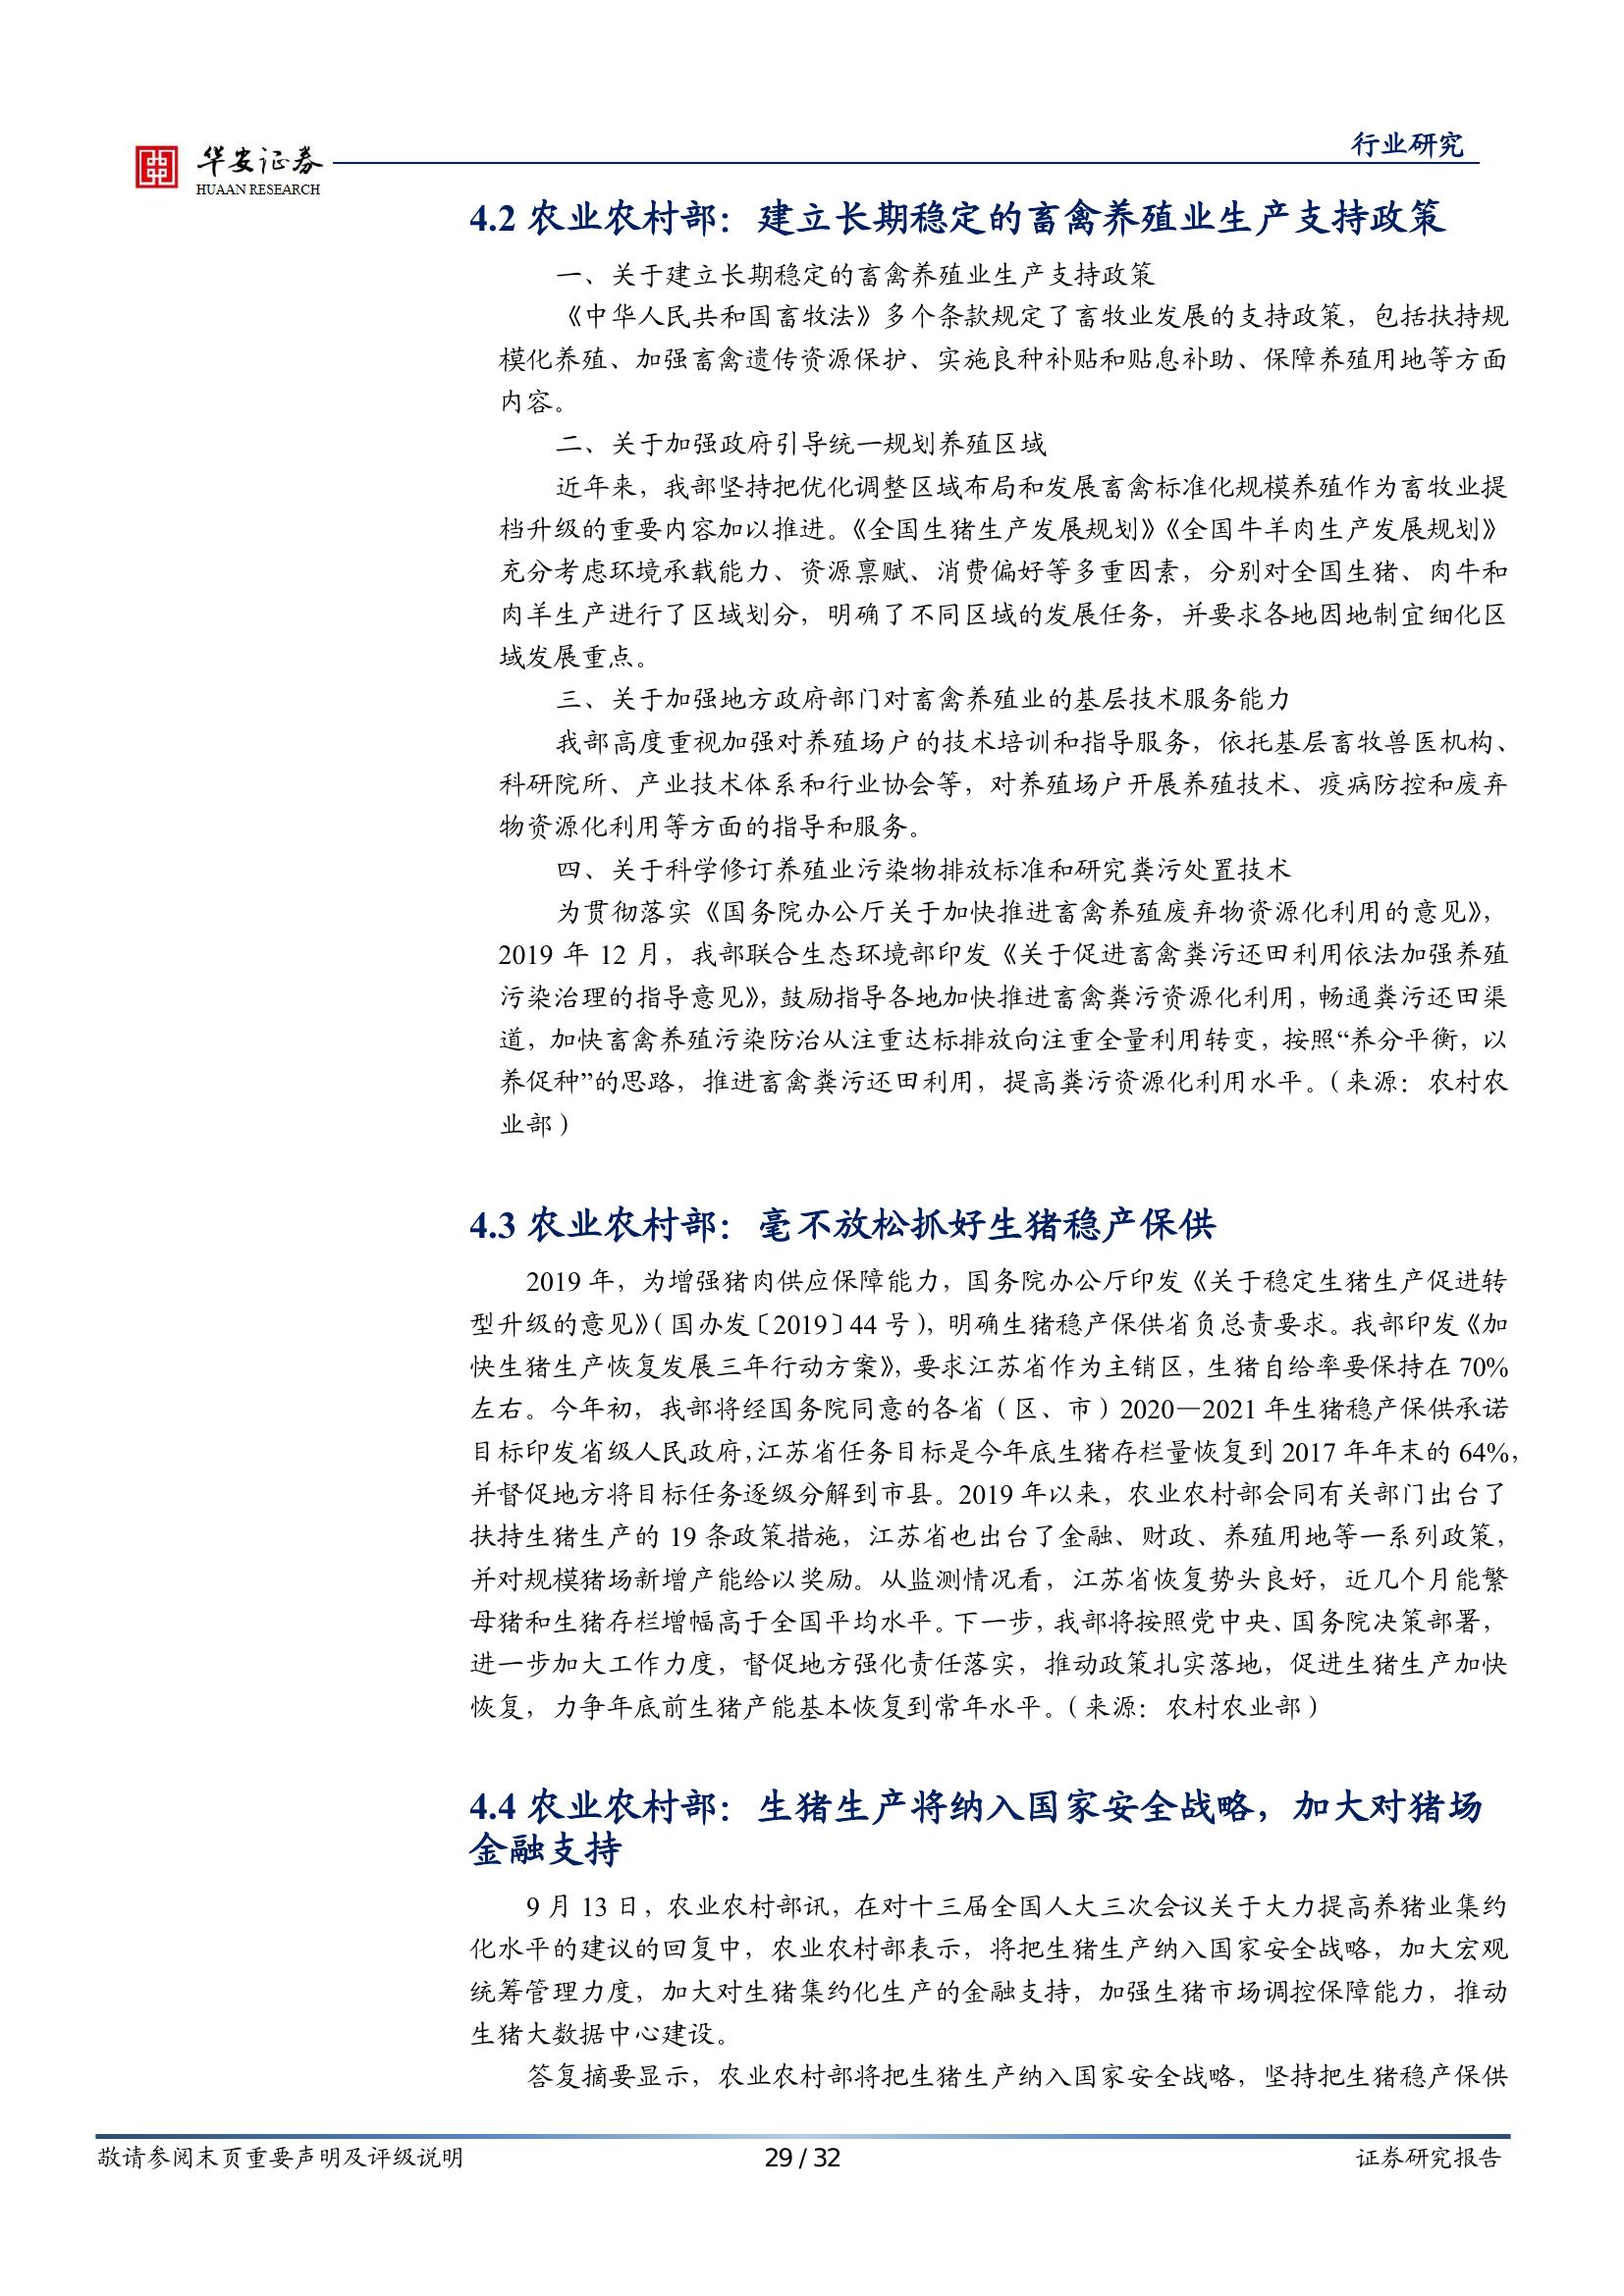 华安证券
HUAAN RESEARCH
行业研究
4.2 农业农村部：建立长期稳定的畜禽养殖业生产支持政策
一、关于建立长期稳定的畜禽养殖业生产支持政策
《中华人民共和国畜牧法》多个条款规定了畜牧业发展的支持政策，包括扶持规
模化养殖、加强畜禽遗传资源保护、实施良种补贴和贴息补助、保障养殖用地等方面
内容。
二、关于加强政府引导统一规划养殖区域
近年来，我部坚持把优化调整区域布局和发展畜禽标准化规模养殖作为畜牧业提
档升级的重要内容加以推进。《全国生猪生产发展规划》《全国牛羊肉生产发展规划》
充分考虑环境承载能力、资源禀赋、消费偏好等多重因素，分别对全国生猪、肉牛和
肉羊生产进行了区域划分，明确了不同区域的发展任务，并要求各地因地制宜细化区
域发展重点。
三、关于加强地方政府部门对畜禽养殖业的基层技术服务能力
我部高度重视加强对养殖场户的技术培训和指导服务，依托基层畜牧兽医机构、
科研院所、产业技术体系和行业协会等，对养殖场户开展养殖技术、疫病防控和废弃
物资源化利用等方面的指导和服务。
四、关于科学修订养殖业污染物排放标准和研究粪污处置技术
为贯彻落实《国务院办公厅关于加快推进畜禽养殖废弃物资源化利用的意见》，
2019 年 12 月，我部联合生态环境部印发《关于促进畜禽粪污还田利用依法加强养殖
污染治理的指导意见》，鼓励指导各地加快推进畜禽粪污资源化利用，畅通粪污还田渠
道，加快畜禽养殖污染防治从注重达标排放向注重全量利用转变，按照“养分平衡，以
养促种”的思路，推进畜禽粪污还田利用，提高粪污资源化利用水平。（来源：农村农
业部）
4.3 农业农村部：毫不放松抓好生猪稳产保供
2019 年，为增强猪肉供应保障能力，国务院办公厅印发《关于稳定生猪生产促进转
型升级的意见》（国办发〔2019〕44 号），明确生猪稳产保供省负总责要求。我部印发《加
快生猪生产恢复发展三年行动方案》，要求江苏省作为主销区，生猪自给率要保持在 70%
左右。今年初，我部将经国务院同意的各省（区、市）2020—2021 年生猪稳产保供承诺
目标印发省级人民政府，江苏省任务目标是今年底生猪存栏量恢复到 2017 年年末的 64%，
并督促地方将目标任务逐级分解到市县。2019 年以来，农业农村部会同有关部门出台了
扶持生猪生产的 19 条政策措施，江苏省也出台了金融、财政、养殖用地等一系列政策，
并对规模猪场新增产能给以奖励。从监测情况看，江苏省恢复势头良好，近几个月能繁
母猪和生猪存栏增幅高于全国平均水平。下一步，我部将按照党中央、国务院决策部署，
进一步加大工作力度，督促地方强化责任落实，推动政策扎实落地，促进生猪生产加快
恢复，力争年底前生猪产能基本恢复到常年水平。（来源：农村农业部）
4.4 农业农村部：生猪生产将纳入国家安全战略，加大对猪场
金融支持
9 月 13 日，农业农村部讯，在对十三届全国人大三次会议关于大力提高养猪业集约
化水平的建议的回复中，农业农村部表示，将把生猪生产纳入国家安全战略，加大宏观
统筹管理力度，加大对生猪集约化生产的金融支持，加强生猪市场调控保障能力，推动
生猪大数据中心建设。
答复摘要显示，农业农村部将把生猪生产纳入国家安全战略，坚持把生猪稳产保供
敬请参阅末页重要声明及评级说明
29 / 32
证券研究报告